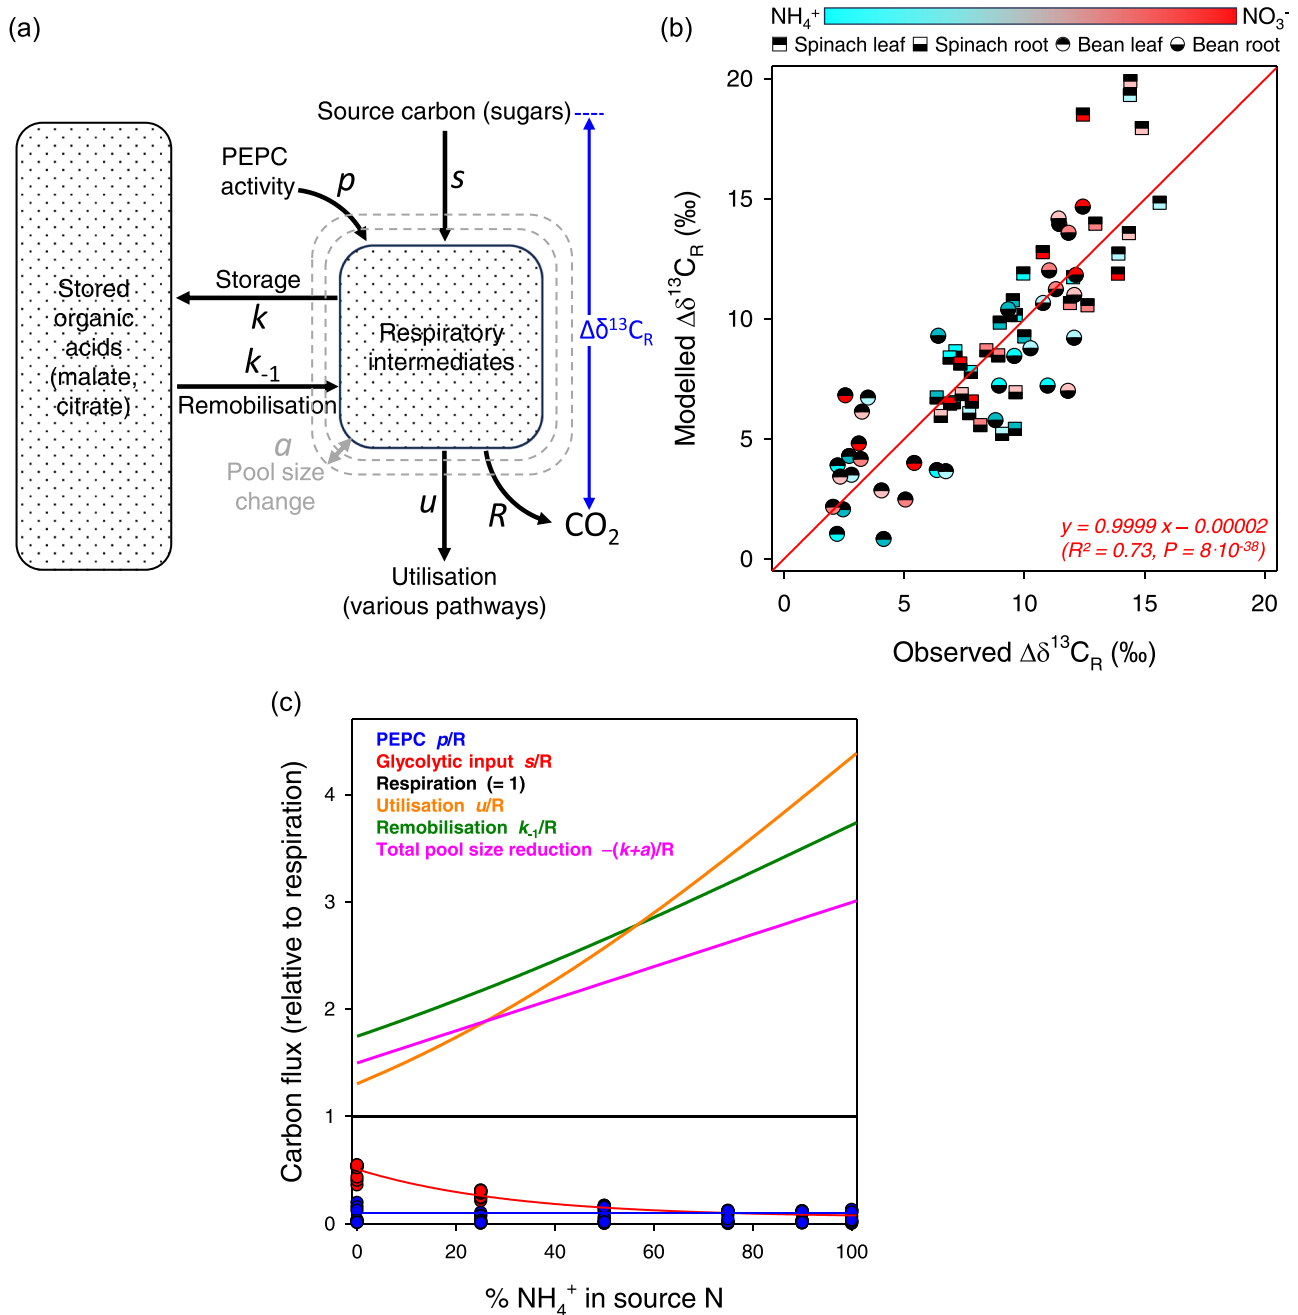 (a)
Source carbon (sugars)
PEPC
activity
p
s
Storage
k
k-1
Remobilisation
Stored
organic
acids
(malate,
citrate)
Respiratory
intermediates
Δδ¹³C_R
a
Pool size
change
u
R
CO₂
Utilisation
(various pathways)
(b)
NH₄⁺
NO₃⁻
Spinach leaf Spinach root Bean leaf Bean root
20
15
10
5
0
Modelled Δδ¹³C_R (‰)
y = 0.9999 x – 0.00002
(R² = 0.73, P = 8·10⁻³⁸)
0 5 10 15 20
Observed Δδ¹³C_R (‰)
(c)
PEPC p/R
Glycolytic input s/R
Respiration (= 1)
Utilisation u/R
Remobilisation k-1/R
Total pool size reduction –(k+a)/R
4
3
2
1
0
Carbon flux (relative to respiration)
0 20 40 60 80 100
% NH₄⁺ in source N